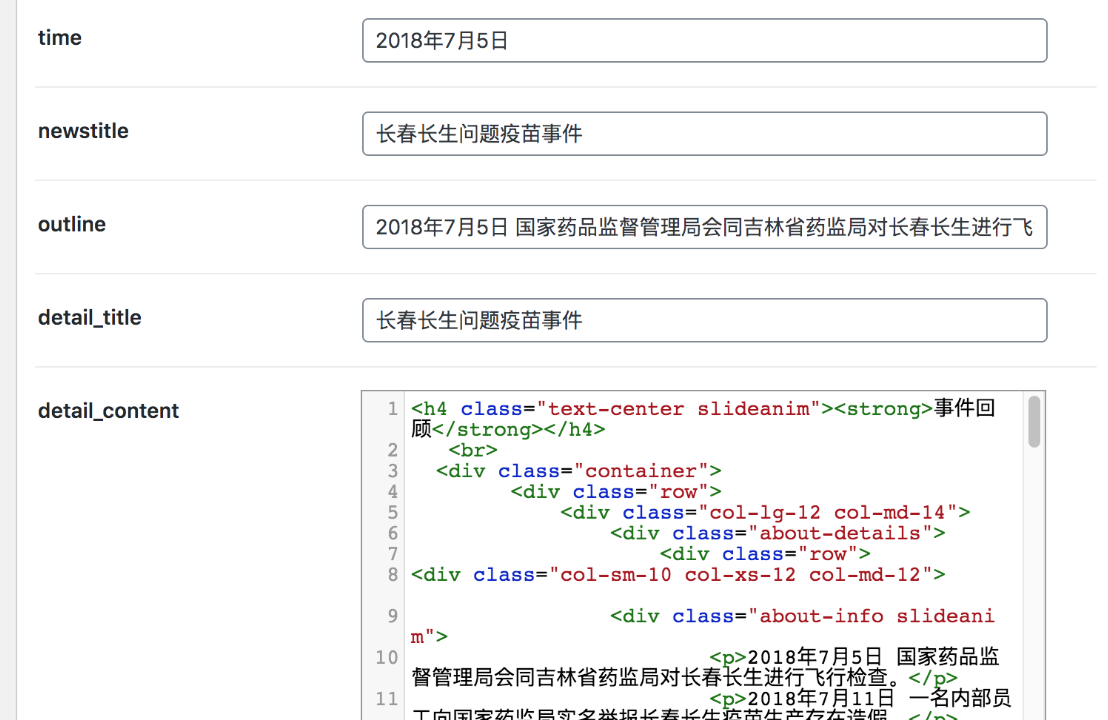 time
2018年7月5日
newstitle
长春长生问题疫苗事件
outline
2018年7月5日 国家药品监督管理局会同吉林省药监局对长春长生进行飞
detail_title
长春长生问题疫苗事件
detail_content
1 <h4 class="text-center slideanim"><strong>事件回
顾</strong></h4>
2 <br>
3 <div class="container">
4 <div class="row">
5 <div class="col-lg-12 col-md-14">
6 <div class="about-details">
7 <div class="row">
8 <div class="col-sm-10 col-xs-12 col-md-12">
9 <div class="about-info slideani
m">
10 <p>2018年7月5日 国家药品监
督管理局会同吉林省药监局对长春长生进行飞行检查。</p>
11 <p>2018年7月11日 一名内部员
工向国家药监局实名举报长春长生疫苗生产存在造假。</p>